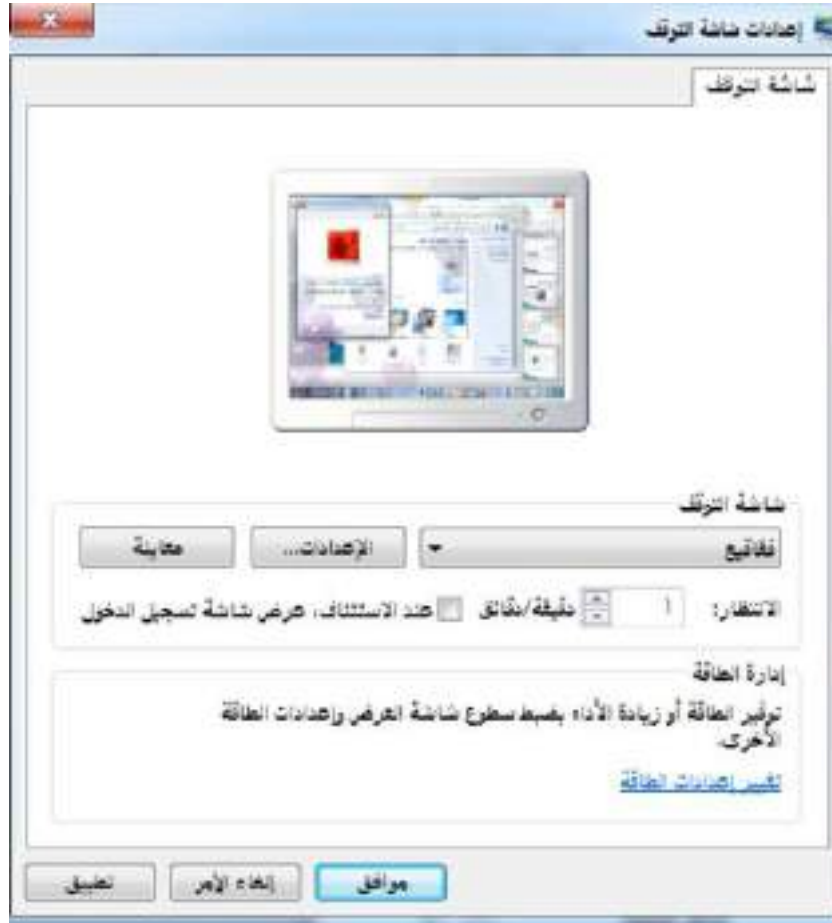 إعدادات شاشة التوقف
شاشة التوقف
شاشة التوقف
فقاقيع
الإعدادات...
معاينة
الانتظار: 1 دقيقة/دقائق عند الاستئناف، عرض شاشة تسجيل الدخول
إدارة الطاقة
توفير الطاقة أو زيادة الأداء بضبط سطوع شاشة العرض وإعدادات الطاقة
الأخرى.
تغيير إعدادات الطاقة
موافق
إلغاء الأمر
تطبيق